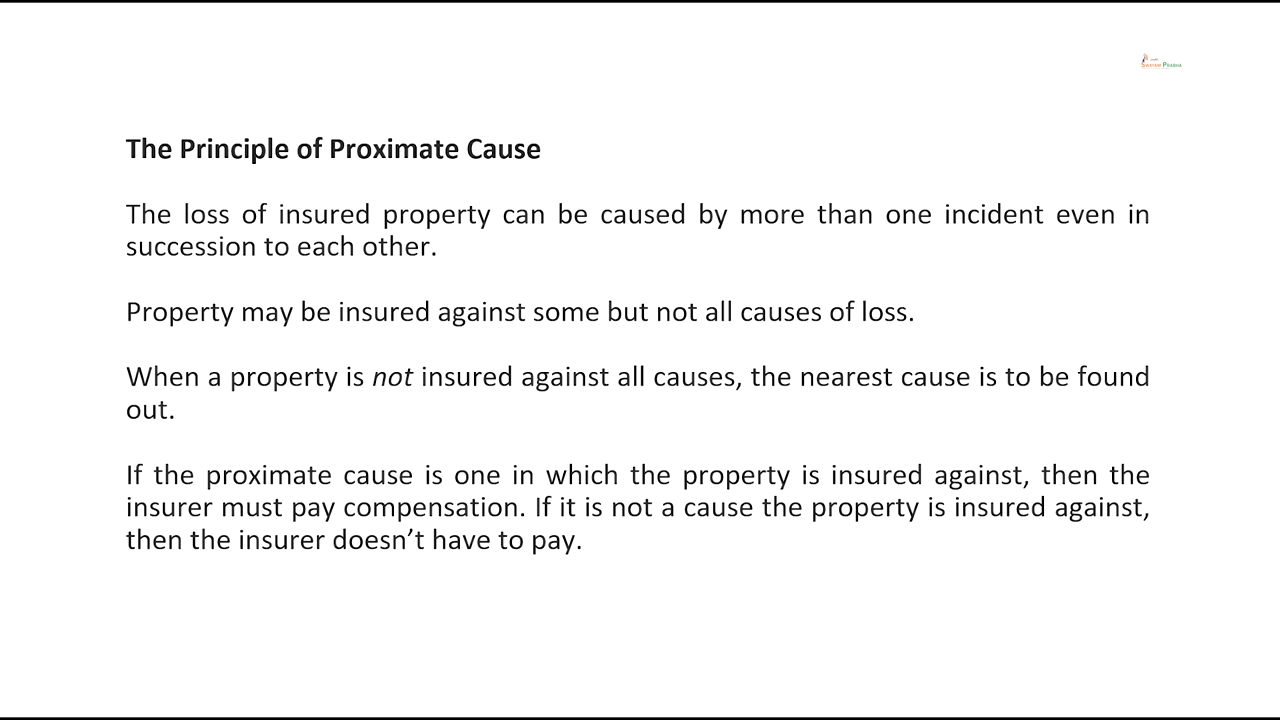 SWAYAM PRABHA
The Principle of Proximate Cause
The loss of insured property can be caused by more than one incident even in
succession to each other.
Property may be insured against some but not all causes of loss.
When a property is not insured against all causes, the nearest cause is to be found
out.
If the proximate cause is one in which the property is insured against, then the
insurer must pay compensation. If it is not a cause the property is insured against,
then the insurer doesn’t have to pay.